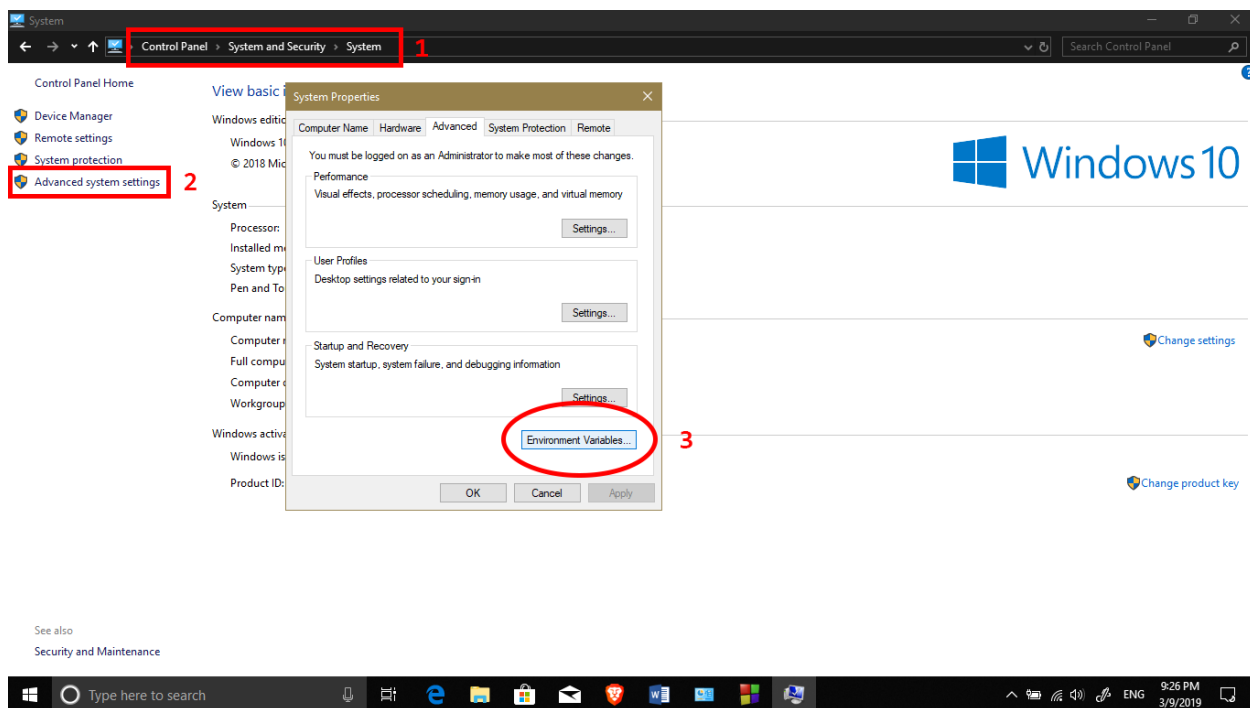 System
Control Panel › System and Security › System
1
Search Control Panel
Control Panel Home
Device Manager
Remote settings
System protection
Advanced system settings
2
View basic i
Windows editic
Windows 10
© 2018 Mic
Windows 10
System
Processor:
Installed me
System type
Pen and To
Computer nam
Computer n
Full compu
Computer d
Workgroup
Change settings
Windows activa
Windows is
Product ID:
Change product key
System Properties
Computer Name Hardware Advanced System Protection Remote
You must be logged on as an Administrator to make most of these changes.
Performance
Visual effects, processor scheduling, memory usage, and virtual memory
Settings...
User Profiles
Desktop settings related to your sign-in
Settings...
Startup and Recovery
System startup, system failure, and debugging information
Settings...
Environment Variables...
3
OK Cancel Apply
See also
Security and Maintenance
Type here to search
ENG
9:26 PM
3/9/2019